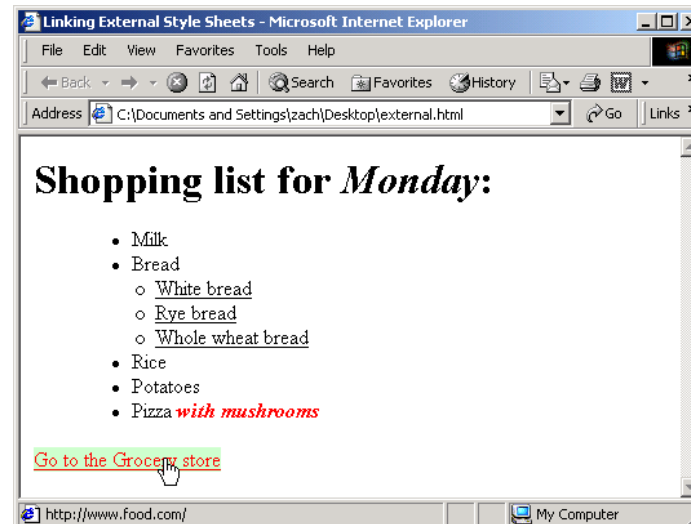 Linking External Style Sheets - Microsoft Internet Explorer
File Edit View Favorites Tools Help
Back Search Favorites History
Address C:\Documents and Settings\zach\Desktop\external.html Go Links
Shopping list for Monday:
Milk
Bread
White bread
Rye bread
Whole wheat bread
Rice
Potatoes
Pizza with mushrooms
Go to the Grocery store
http://www.food.com/ My Computer